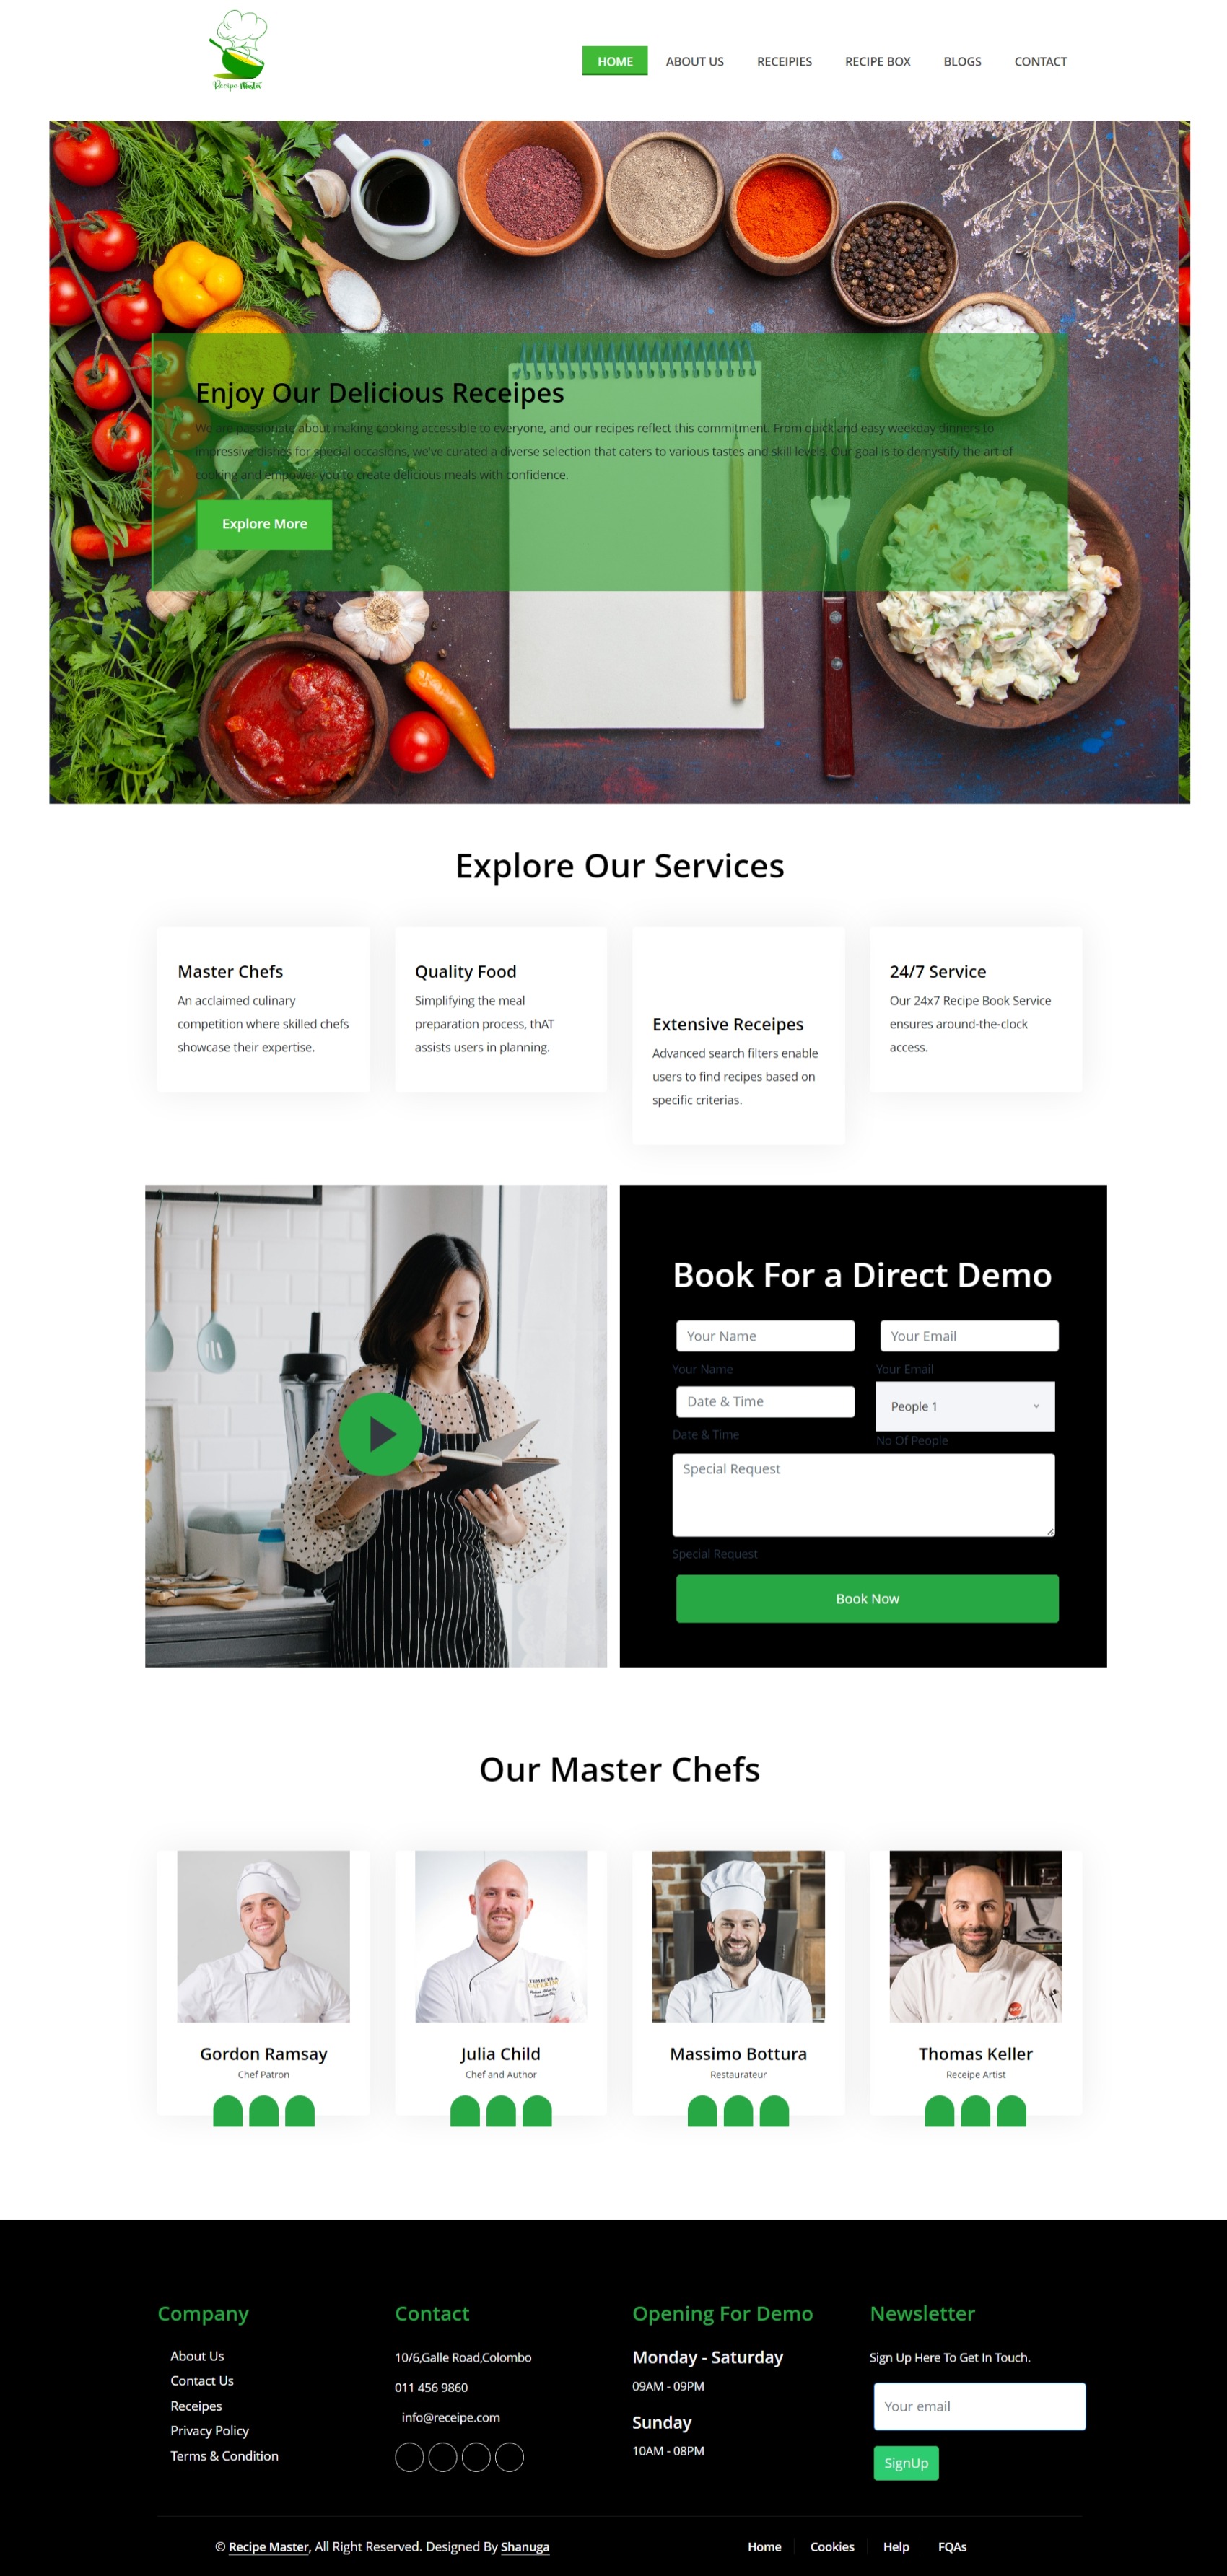 Recipe Master
HOME
ABOUT US
RECEIPIES
RECIPE BOX
BLOGS
CONTACT
Enjoy Our Delicious Receipes
We are passionate about making cooking accessible to everyone, and our recipes reflect this commitment. From quick and easy weekday dinners to
impressive dishes for special occasions, we've curated a diverse selection that caters to various tastes and skill levels. Our goal is to demystify the art of
cooking and empower you to create delicious meals with confidence.
Explore More
Explore Our Services
Master Chefs
An acclaimed culinary
competition where skilled chefs
showcase their expertise.
Quality Food
Simplifying the meal
preparation process, thAT
assists users in planning.
Extensive Receipes
Advanced search filters enable
users to find recipes based on
specific criterias.
24/7 Service
Our 24x7 Recipe Book Service
ensures around-the-clock
access.
Book For a Direct Demo
Your Name
Your Email
Your Name
Your Email
Date & Time
People 1
Date & Time
No Of People
Special Request
Special Request
Book Now
Our Master Chefs
TEMECULA
CATERING
Gordon Ramsay
Chef Patron
Julia Child
Chef and Author
Massimo Bottura
Restaurateur
Thomas Keller
Receipe Artist
Company
About Us
Contact Us
Receipes
Privacy Policy
Terms & Condition
Contact
10/6,Galle Road,Colombo
011 456 9860
info@receipe.com
Opening For Demo
Monday - Saturday
09AM - 09PM
Sunday
10AM - 08PM
Newsletter
Sign Up Here To Get In Touch.
Your email
SignUp
© Recipe Master, All Right Reserved. Designed By Shanuga
Home
Cookies
Help
FQAs